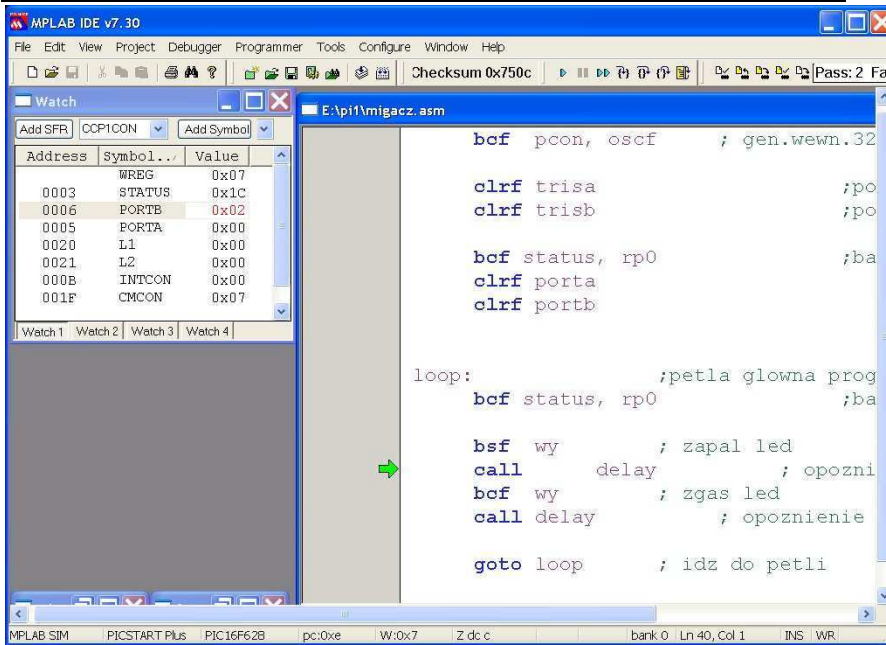 MPLAB IDE v7.30
File Edit View Project Debugger Programmer Tools Configure Window Help
Checksum 0x750c
Pass: 2 Fa
Watch
Add SFR CCP1CON Add Symbol
Address Symbol... Value
WREG 0x07
0003 STATUS 0x1C
0006 PORTB 0x02
0005 PORTA 0x00
0020 L1 0x00
0021 L2 0x00
000B INTCON 0x00
001F CMCON 0x07
Watch 1 Watch 2 Watch 3 Watch 4
E:\pi1\migacz.asm
bcf pcon, oscf ; gen.wewn.32
clrf trisa ;po
clrf trisb ;po
bcf status, rp0 ;ba
clrf porta
clrf portb
loop: ;petla glowna prog
bcf status, rp0 ;ba
bsf wy ; zapal led
call delay ; opozni
bcf wy ; zgas led
call delay ; opoznienie
goto loop ; idz do petli
MPLAB SIM PICSTART Plus PIC16F628 pc:0xe W:0x7 Z dc c bank 0 Ln 40, Col 1 INS WR